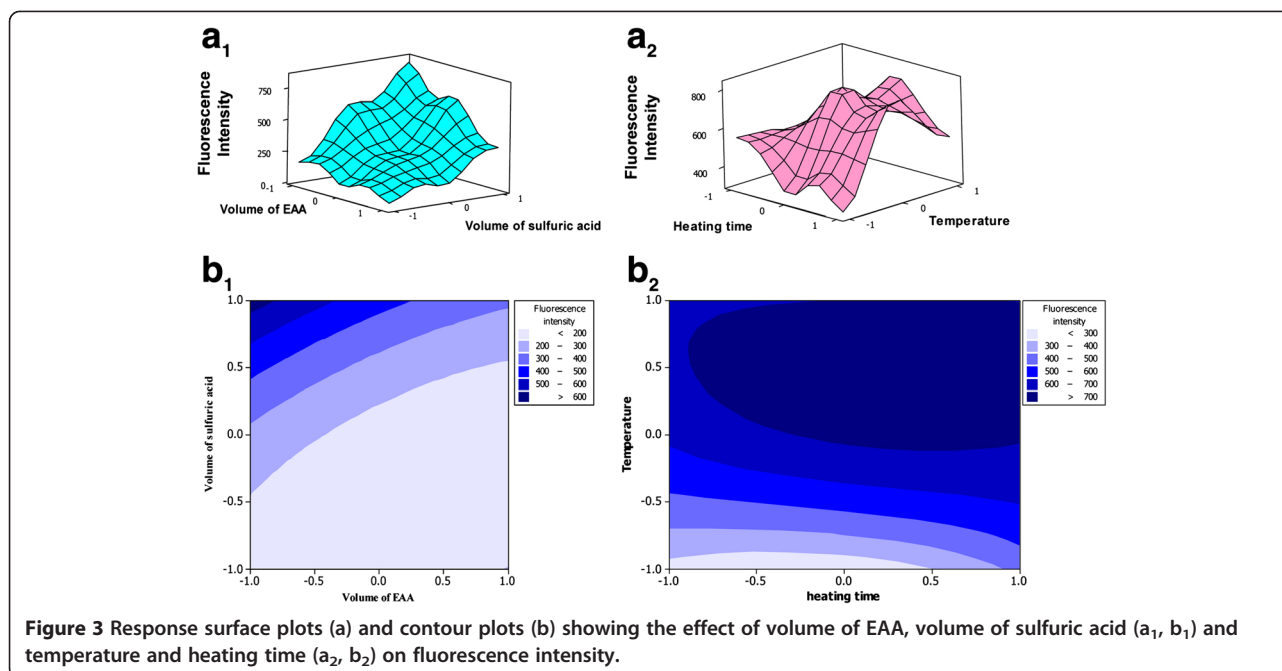 a1
a2
Fluorescence
Intensity
750
500
250
0
-1
0
1
Volume of EAA
-1
0
1
Volume of sulfuric acid
Fluorescence
Intensity
800
600
400
-1
0
1
Heating time
-1
0
1
Temperature
b1
b2
1.0
0.5
0.0
-0.5
-1.0
Volume of sulfuric acid
-1.0 -0.5 0.0 0.5 1.0
Volume of EAA
Fluorescence
intensity
< 200
200 – 300
300 – 400
400 – 500
500 – 600
> 600
1.0
0.5
0.0
-0.5
-1.0
Temperature
-1.0 -0.5 0.0 0.5 1.0
heating time
Fluorescence
intensity
< 300
300 – 400
400 – 500
500 – 600
600 – 700
> 700
Figure 3 Response surface plots (a) and contour plots (b) showing the effect of volume of EAA, volume of sulfuric acid (a1, b1) and
temperature and heating time (a2, b2) on fluorescence intensity.